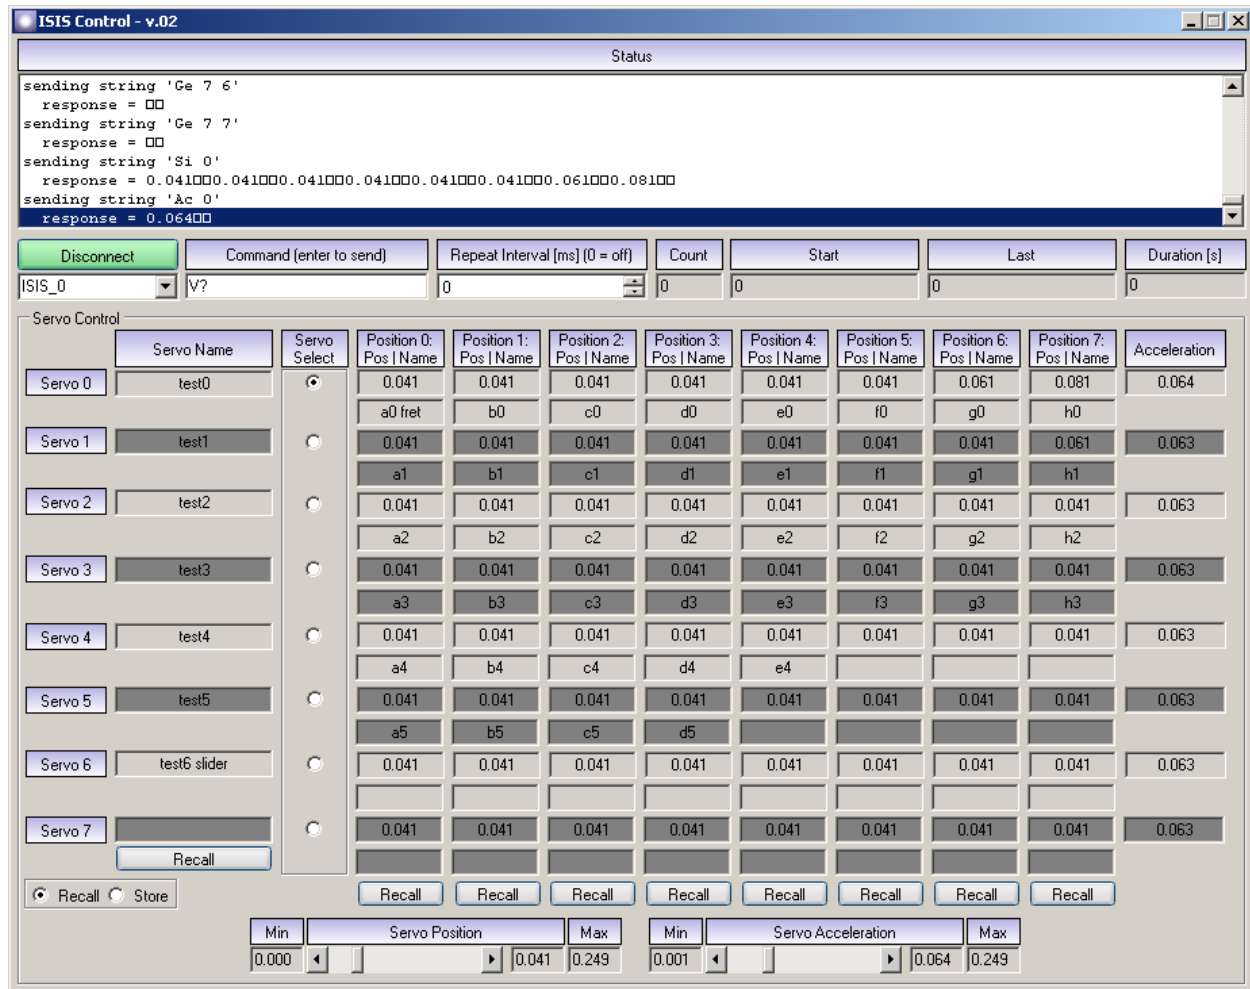 ISIS Control - v.02
Status
sending string 'Ge 7 6'
response = □□
sending string 'Ge 7 7'
response = □□
sending string 'Si 0'
response = 0.041□□0.041□□0.041□□0.041□□0.041□□0.041□□0.061□□0.081□□
sending string 'Ac 0'
response = 0.064□□
Disconnect Command (enter to send) Repeat Interval [ms] (0 = off) Count Start Last Duration [s]
ISIS_0 V? 0 0 0 0 0
Servo Control
Servo Name Servo Select Position 0: Pos | Name Position 1: Pos | Name Position 2: Pos | Name Position 3: Pos | Name Position 4: Pos | Name Position 5: Pos | Name Position 6: Pos | Name Position 7: Pos | Name Acceleration
Servo 0 test0 0.041 0.041 0.041 0.041 0.041 0.041 0.061 0.081 0.064
a0 fret b0 c0 d0 e0 f0 g0 h0
Servo 1 test1 0.041 0.041 0.041 0.041 0.041 0.041 0.041 0.061 0.063
a1 b1 c1 d1 e1 f1 g1 h1
Servo 2 test2 0.041 0.041 0.041 0.041 0.041 0.041 0.041 0.041 0.063
a2 b2 c2 d2 e2 f2 g2 h2
Servo 3 test3 0.041 0.041 0.041 0.041 0.041 0.041 0.041 0.041 0.063
a3 b3 c3 d3 e3 f3 g3 h3
Servo 4 test4 0.041 0.041 0.041 0.041 0.041 0.041 0.041 0.041 0.063
a4 b4 c4 d4 e4
Servo 5 test5 0.041 0.041 0.041 0.041 0.041 0.041 0.041 0.041 0.063
a5 b5 c5 d5
Servo 6 test6 slider 0.041 0.041 0.041 0.041 0.041 0.041 0.041 0.041 0.063
Servo 7 0.041 0.041 0.041 0.041 0.041 0.041 0.041 0.041 0.063
Recall
Recall Store Recall Recall Recall Recall Recall Recall Recall Recall
Min Servo Position Max Min Servo Acceleration Max
0.000 0.041 0.249 0.001 0.064 0.249